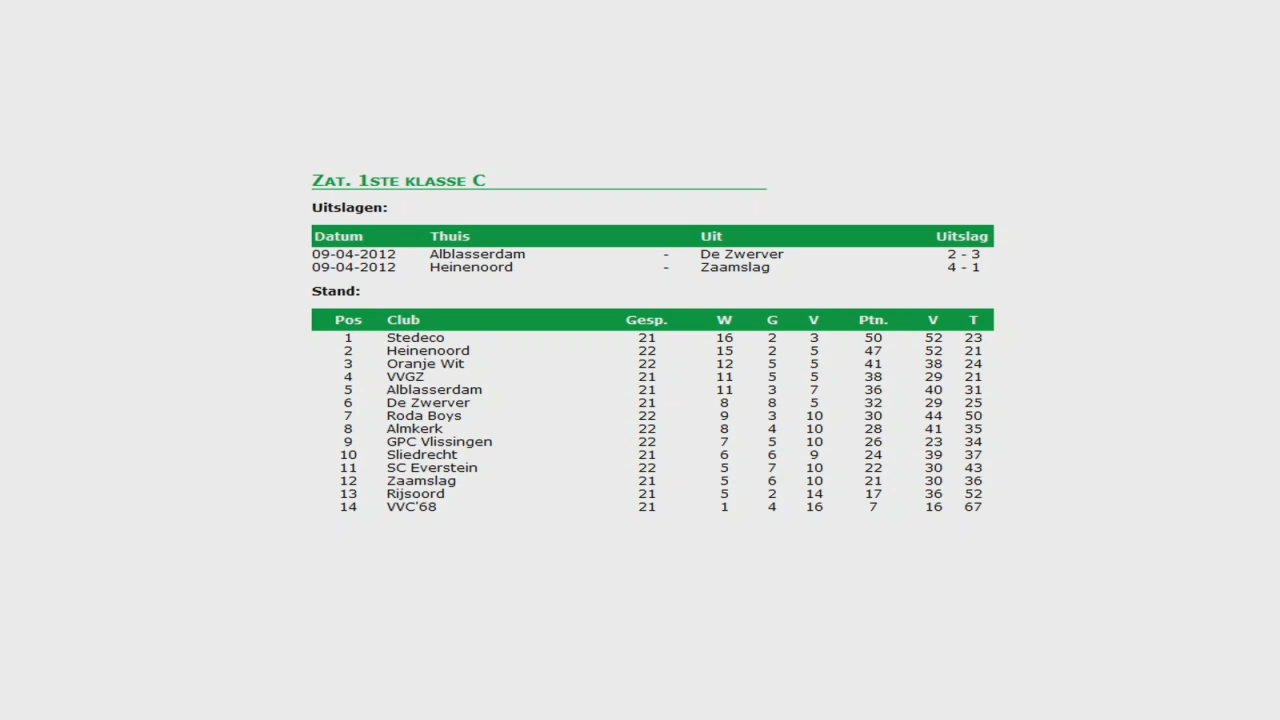 Zat. 1ste klasse C
Uitslagen:
Datum Thuis Uit Uitslag
09-04-2012 Alblasserdam - De Zwerver 2 - 3
09-04-2012 Heinenoord - Zaamslag 4 - 1
Stand:
Pos Club Gesp. W G V Ptn. V T
1 Stedeco 21 16 2 3 50 52 23
2 Heinenoord 22 15 2 5 47 52 21
3 Oranje Wit 22 12 5 5 41 38 24
4 VVGZ 21 11 5 5 38 29 21
5 Alblasserdam 21 11 3 7 36 40 31
6 De Zwerver 21 8 8 5 32 29 25
7 Roda Boys 22 9 3 10 30 44 50
8 Almkerk 22 8 4 10 28 41 35
9 GPC Vlissingen 22 7 5 10 26 23 34
10 Sliedrecht 21 6 6 9 24 39 37
11 SC Everstein 22 5 7 10 22 30 43
12 Zaamslag 21 5 6 10 21 30 36
13 Rijsoord 21 5 2 14 17 36 52
14 VVC'68 21 1 4 16 7 16 67